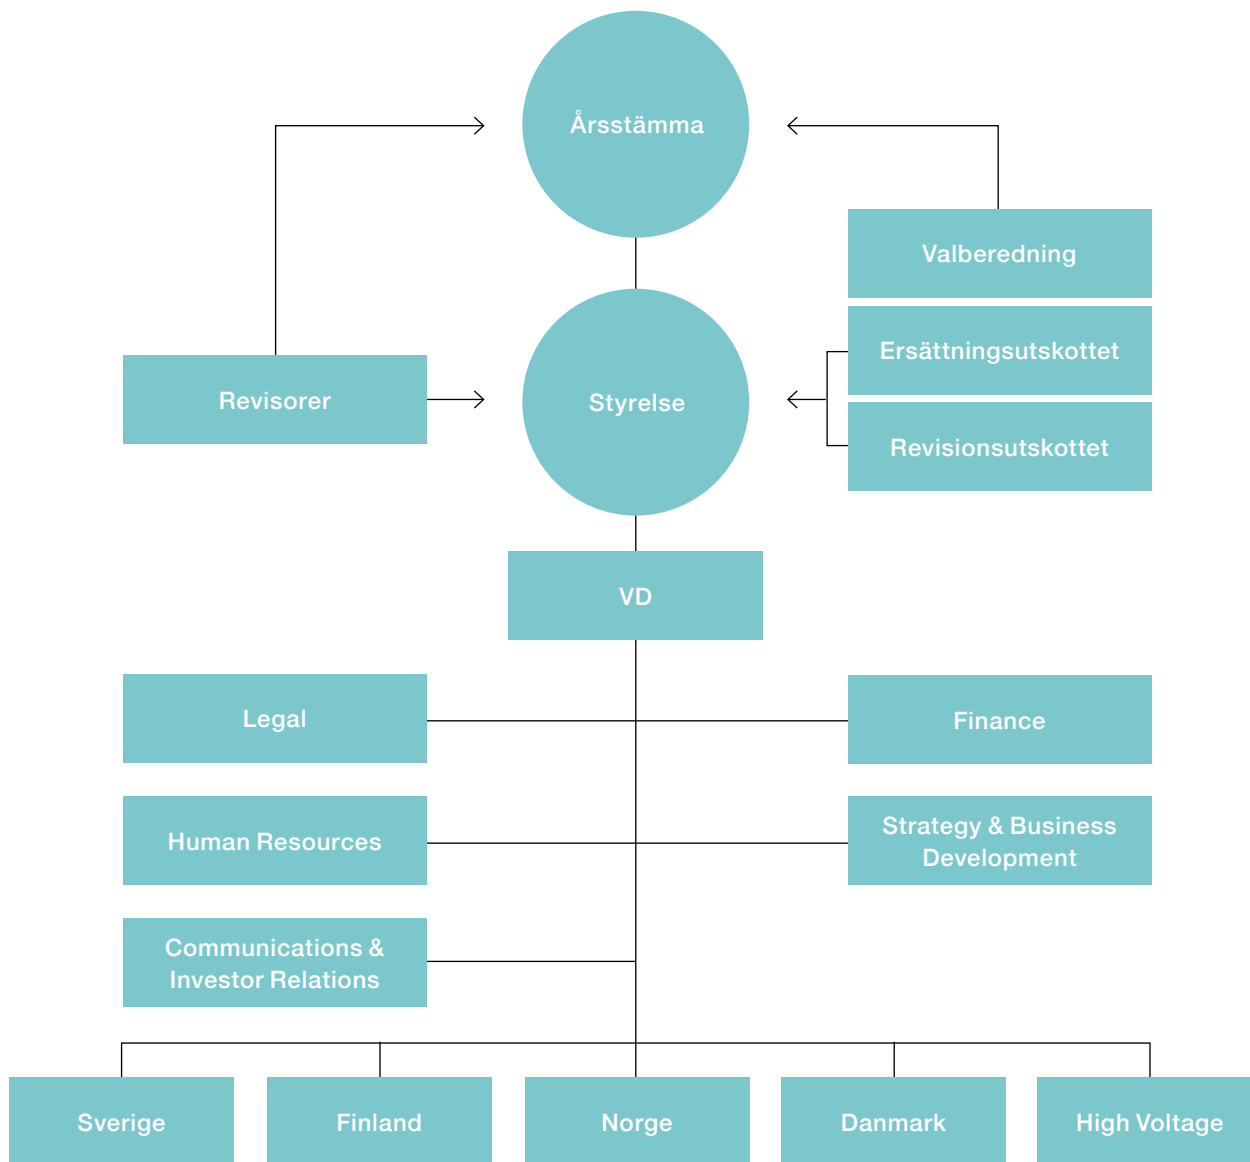 Årsstämma
Valberedning
Ersättningsutskottet
Revisorer
Styrelse
Revisionsutskottet
VD
Legal
Finance
Human Resources
Strategy & Business
Development
Communications &
Investor Relations
Sverige
Finland
Norge
Danmark
High Voltage